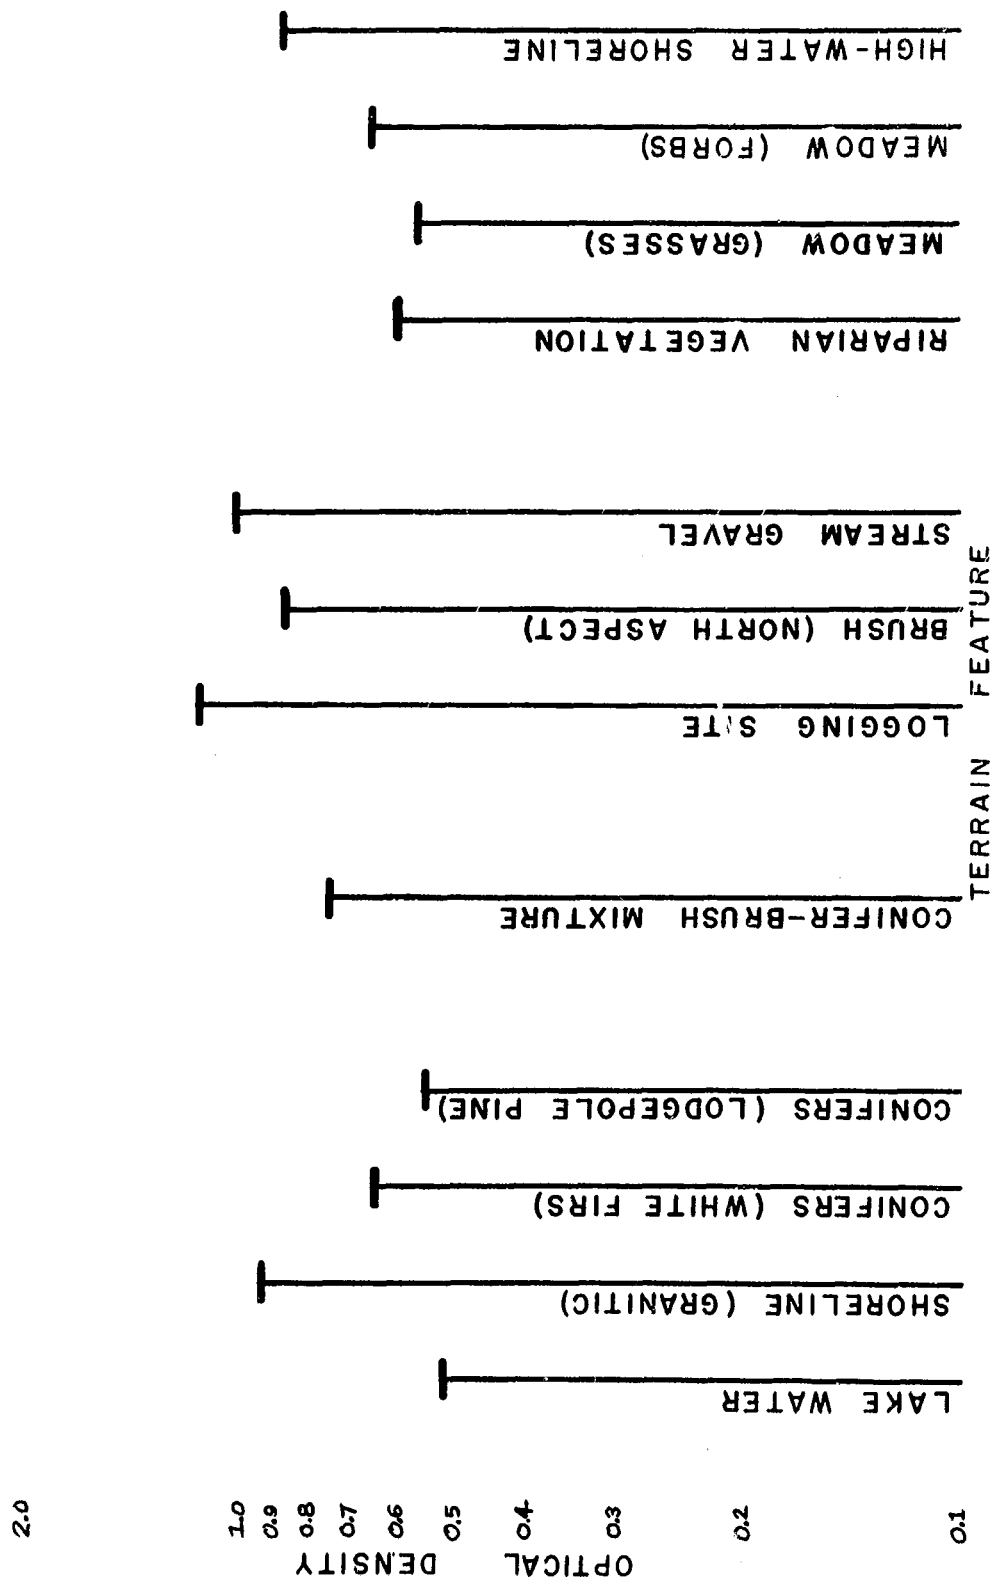 OPTICAL
DENSITY
2.0
1.0
0.9
0.8
0.7
0.6
0.5
0.4
0.3
0.2
0.1
LAKE WATER
SHORELINE (GRANITIC)
CONIFERS (WHITE FIRS)
CONIFERS (LODGEPOLE PINE)
CONIFER-BRUSH MIXTURE
LOGGING SITE
BRUSH (NORTH ASPECT)
STREAM GRAVEL
RIPARIAN VEGETATION
MEADOW (GRASSES)
MEADOW (FORBS)
HIGH-WATER SHORELINE
TERRAIN FEATURE